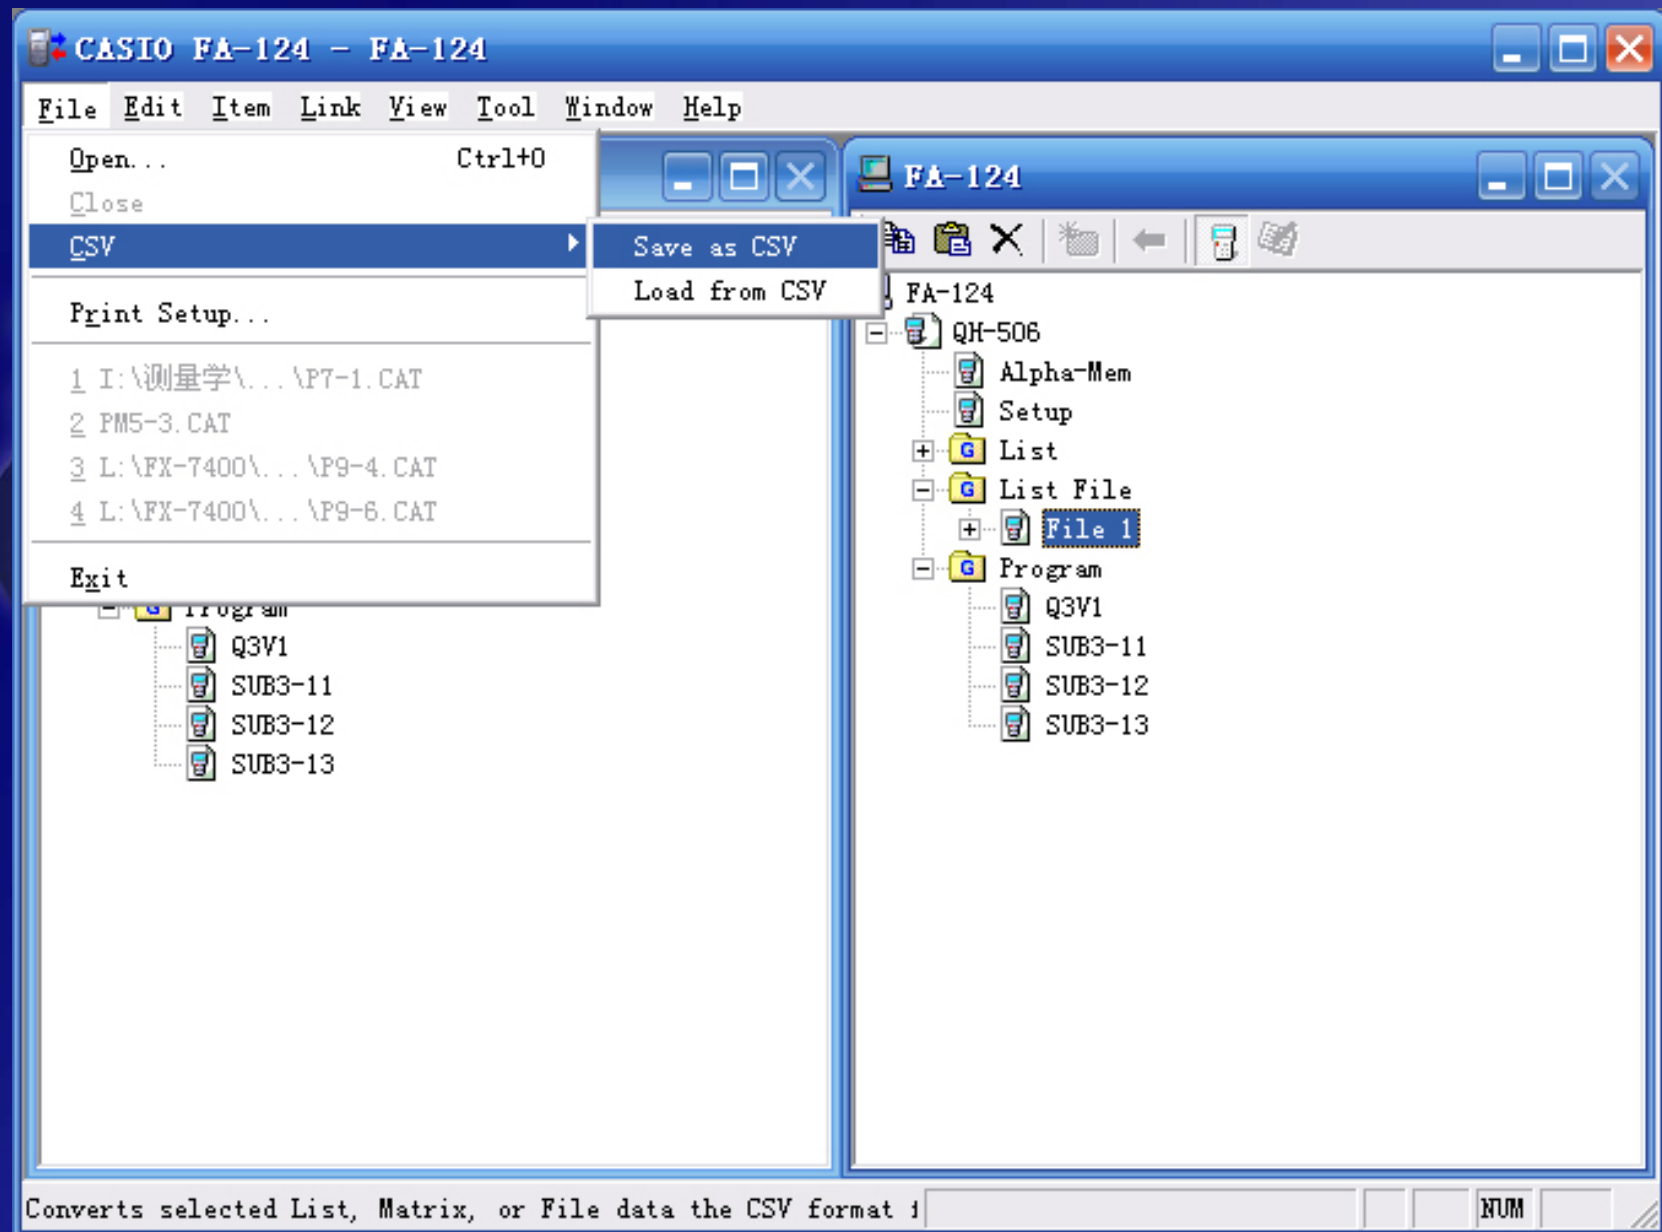 CASIO FA-124 - FA-124
File Edit Item Link View Tool Window Help
Open... Ctrl+O
Close
CSV
Save as CSV
Load from CSV
Print Setup...
1 I:\测量学\...\P7-1.CAT
2 PM5-3.CAT
3 L:\FX-7400\...\P9-4.CAT
4 L:\FX-7400\...\P9-6.CAT
Exit
Program
Q3V1
SUB3-11
SUB3-12
SUB3-13
FA-124
FA-124
QH-506
Alpha-Mem
Setup
List
List File
File 1
Program
Q3V1
SUB3-11
SUB3-12
SUB3-13
Converts selected List, Matrix, or File data the CSV format
NUM